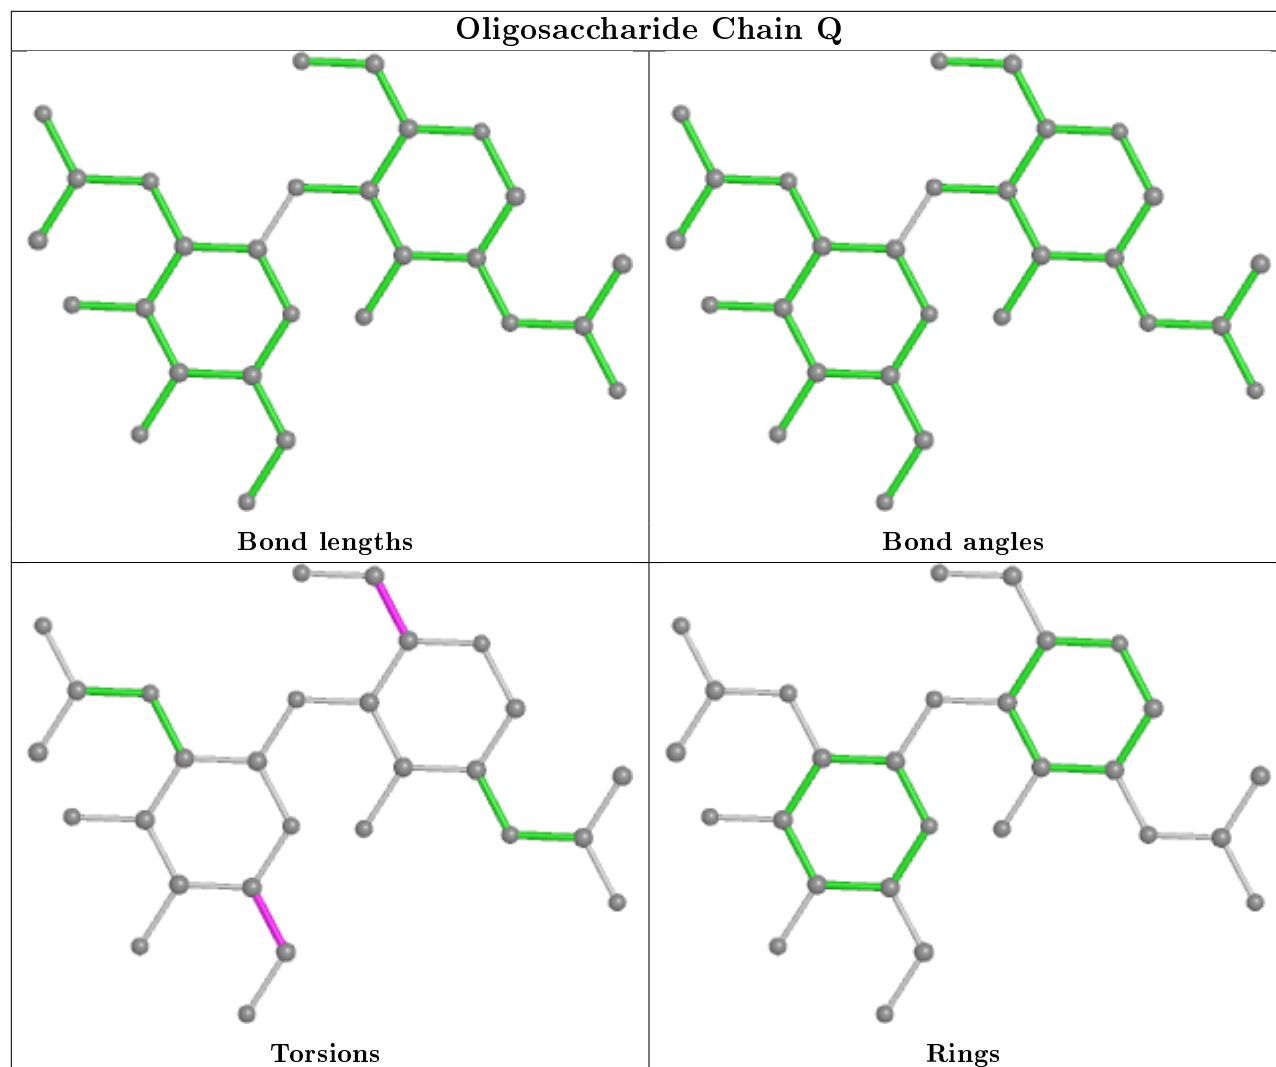 Oligosaccharide Chain Q
Bond lengths
Bond angles
Torsions
Rings